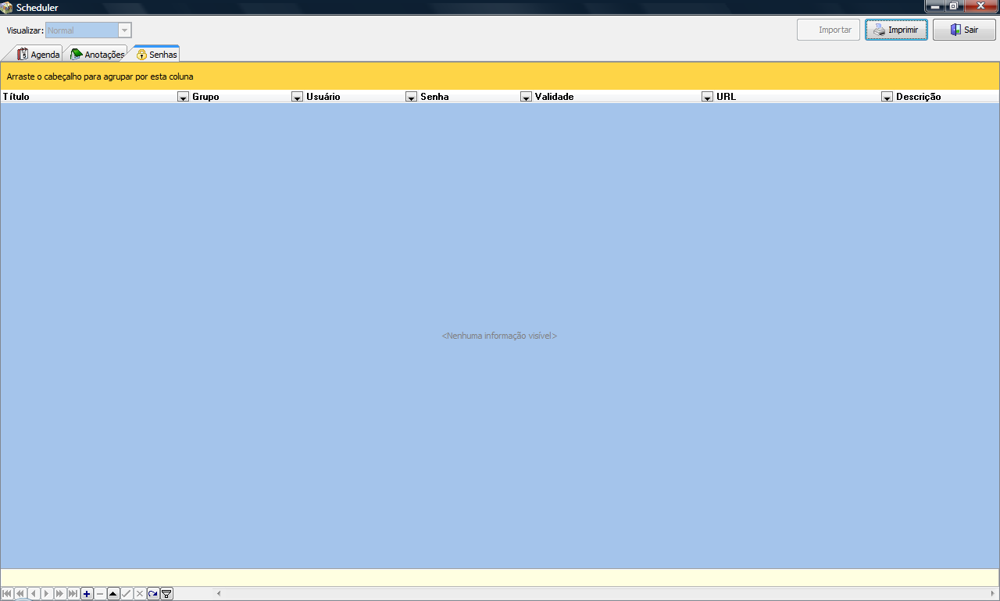 Scheduler
Visualizar: Normal Importar Imprimir Sair
Agenda Anotações Senhas
Arraste o cabeçalho para agrupar por esta coluna
Título Grupo Usuário Senha Validade URL Descrição
<Nenhuma informação visível>